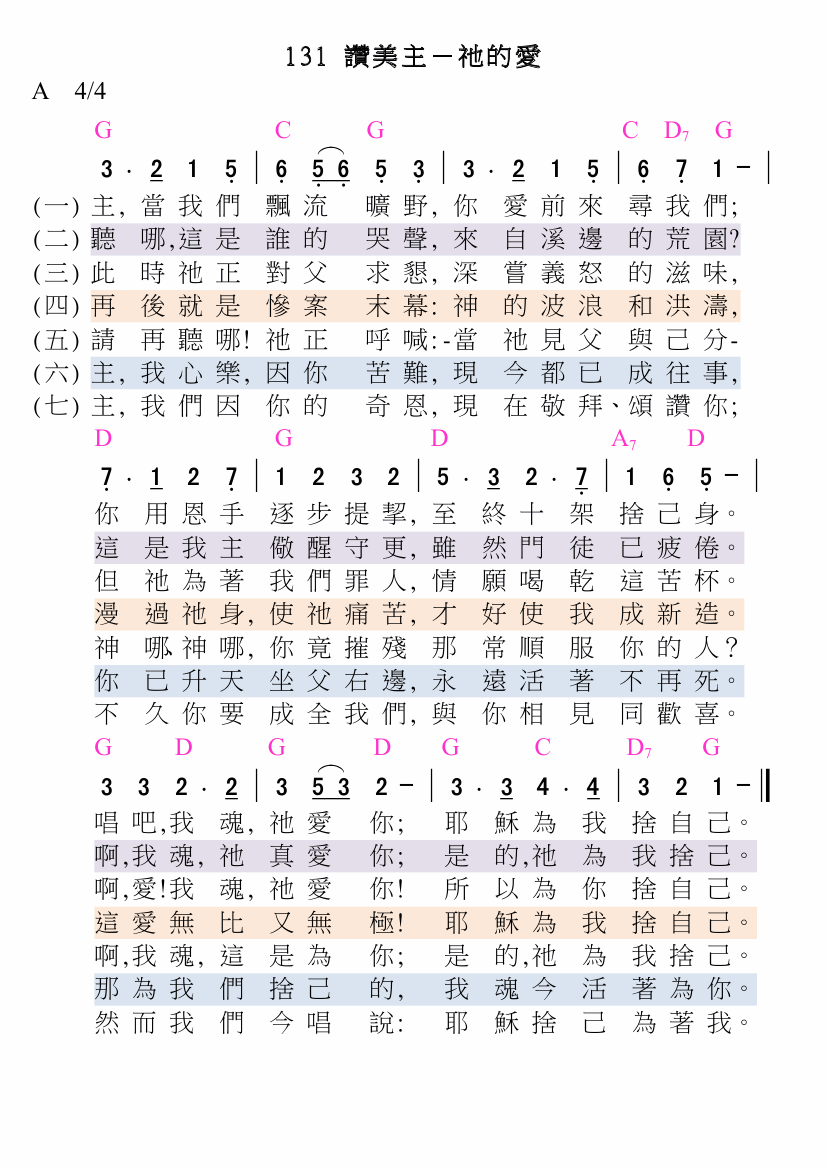 131 讚美主－祂的愛
A 4/4
G C G C D7 G
3 · 2 1 5 | 6 5 6 5 3 | 3 · 2 1 5 | 6 7 1 － |
(一) 主, 當我們 飄流 曠野, 你 愛前來 尋我們;
(二) 聽 哪,這是 誰的 哭聲, 來 自溪邊 的荒園?
(三) 此 時祂正 對父 求懇, 深 嘗義怒 的滋味,
(四) 再 後就是 慘案 末幕: 神 的波浪 和洪濤,
(五) 請 再聽哪! 祂正 呼喊:-當 祂見父 與己分-
(六) 主, 我心樂, 因你 苦難, 現 今都已 成往事,
(七) 主, 我們因 你的 奇恩, 現 在敬拜、頌讚你;
D G D A7 D
7 · 1 2 7 | 1 2 3 2 | 5 · 3 2 · 7 | 1 6 5 － |
你 用恩手 逐步提挈, 至 終十 架 捨己身。
這 是我主 儆醒守更, 雖 然門 徒 已疲倦。
但 祂為著 我們罪人, 情 願喝 乾 這苦杯。
漫 過祂身, 使祂痛苦, 才 好使 我 成新造。
神 哪、神哪, 你竟摧殘 那 常順 服 你的人?
你 已升天 坐父右邊, 永 遠活 著 不再死。
不 久你要 成全我們, 與 你相 見 同歡喜。
G D G D G C D7 G
3 3 2 · 2 | 3 5 3 2 － | 3 · 3 4 · 4 | 3 2 1 － ‖
唱吧,我 魂, 祂愛 你; 耶 穌為 我 捨自己。
啊,我魂, 祂 真愛 你; 是 的,祂 為 我捨己。
啊,愛!我 魂, 祂愛 你! 所 以為 你 捨自己。
這愛無 比 又無 極! 耶 穌為 我 捨自己。
啊,我魂, 這 是為 你; 是 的,祂 為 我捨己。
那為我 們 捨己 的, 我 魂今 活 著為你。
然而我 們 今唱 說: 耶 穌捨 己 為著我。